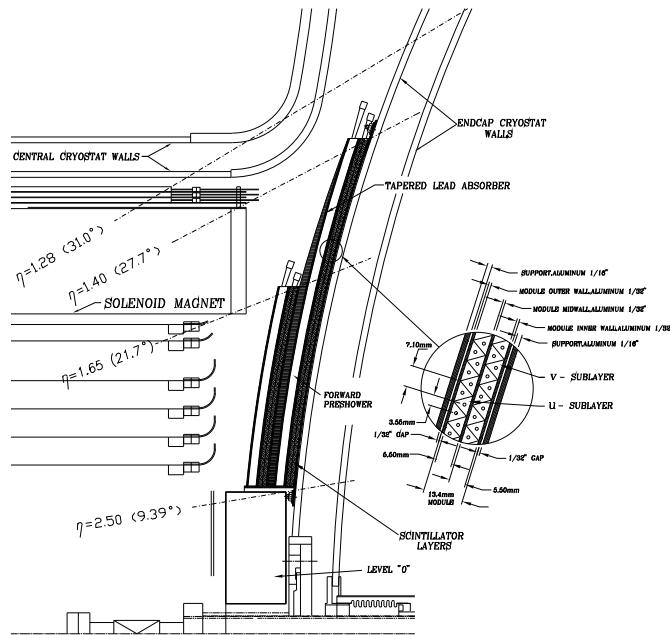 ENDCAP CRYOSTAT
WALLS
CENTRAL CRYOSTAT WALLS
TAPERED LEAD ABSORBER
η=1.28 (31.0°)
η=1.40 (27.7°)
SOLENOID MAGNET
η=1.65 (21.7°)
SUPPORT,ALUMINUM 1/16"
MODULE OUTER WALL,ALUMINUM 1/32"
MODULE MIDWALL,ALUMINUM 1/32"
MODULE INNER WALL,ALUMINUM 1/32
SUPPORT,ALUMINUM 1/16"
7.10mm
V - SUBLAYER
U - SUBLAYER
FORWARD
PRESHOWER
3.55mm
1/32" GAP
6.60mm
1/32" GAP
13.4mm
MODULE
5.50mm
η=2.50 (9.39°)
SCINTILLATOR
LAYERS
LEVEL "0"